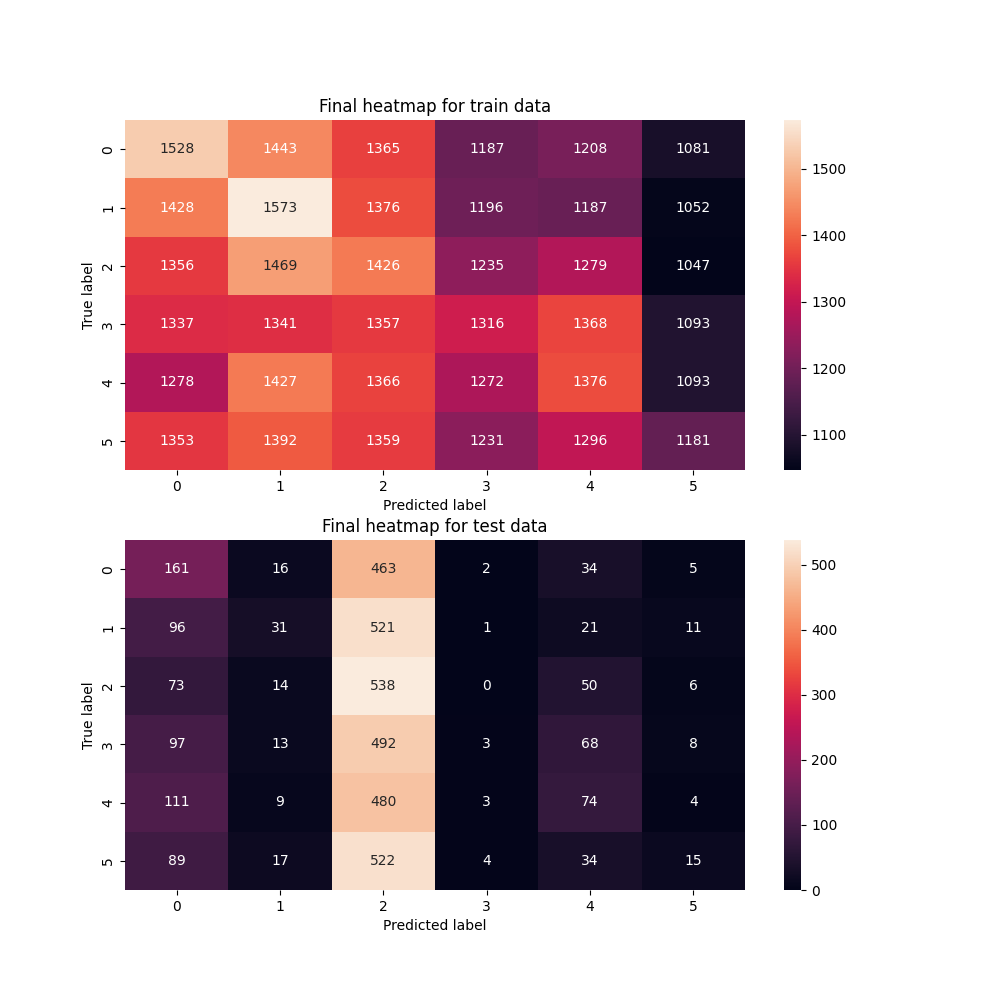 Final heatmap for train data
0 1528 1443 1365 1187 1208 1081
1 1428 1573 1376 1196 1187 1052
2 1356 1469 1426 1235 1279 1047
3 1337 1341 1357 1316 1368 1093
4 1278 1427 1366 1272 1376 1093
5 1353 1392 1359 1231 1296 1181
True label
0 1 2 3 4 5
Predicted label
1500
1400
1300
1200
1100
Final heatmap for test data
0 161 16 463 2 34 5
1 96 31 521 1 21 11
2 73 14 538 0 50 6
3 97 13 492 3 68 8
4 111 9 480 3 74 4
5 89 17 522 4 34 15
True label
0 1 2 3 4 5
Predicted label
500
400
300
200
100
0